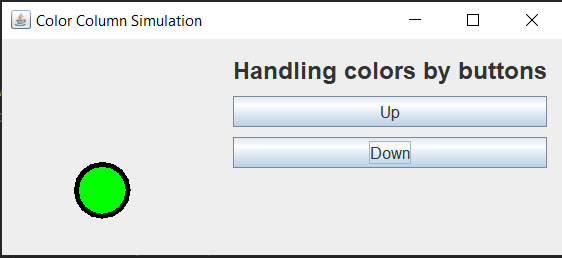 Color Column Simulation
Handling colors by buttons
Up
Down